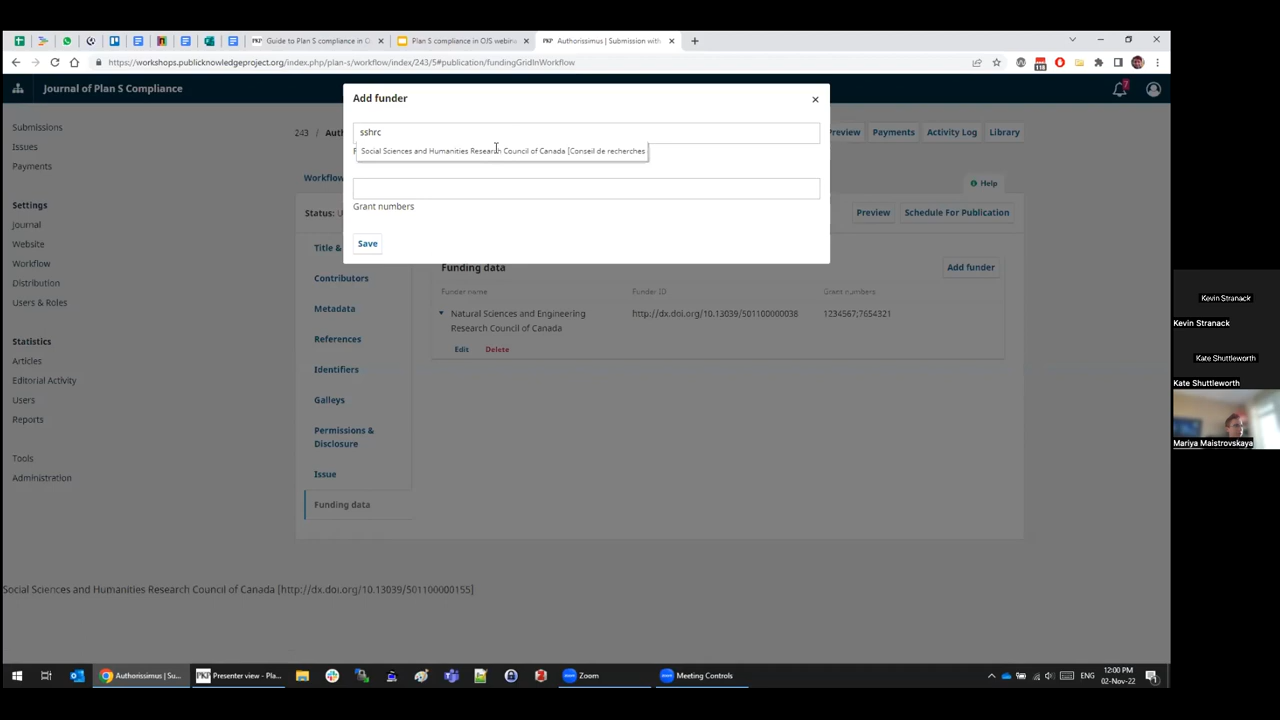 Guide to Plan S compliance in O
Plan S compliance in OJS webina
PKP Authorissimus | Submission with
https://workshops.publicknowledgeproject.org/index.php/plan-s/workflow/index/243/5#publication/fundingGridInWorkflow
118
Journal of Plan S Compliance
7
Submissions
Issues
Payments
Settings
Journal
Website
Workflow
Distribution
Users & Roles
Statistics
Articles
Editorial Activity
Users
Reports
Tools
Administration
243 / Auth
Preview
Payments
Activity Log
Library
Add funder
sshrc
Social Sciences and Humanities Research Council of Canada [Conseil de recherches
Grant numbers
Save
Workflow
Help
Status: U
Preview
Schedule For Publication
Title &
Contributors
Metadata
References
Identifiers
Galleys
Permissions &
Disclosure
Issue
Funding data
Funding data
Add funder
Funder name
Funder ID
Grant numbers
Natural Sciences and Engineering
Research Council of Canada
http://dx.doi.org/10.13039/501100000038
1234567;7654321
Edit
Delete
Social Sciences and Humanities Research Council of Canada [http://dx.doi.org/10.13039/501100000155]
Kevin Stranack
Kevin Stranack
Kate Shuttleworth
Kate Shuttleworth
Mariya Maistrovskaya
Authorissimus | Su...
PKP Presenter view - Pla...
Zoom
Meeting Controls
ENG
12:00 PM
02-Nov-22